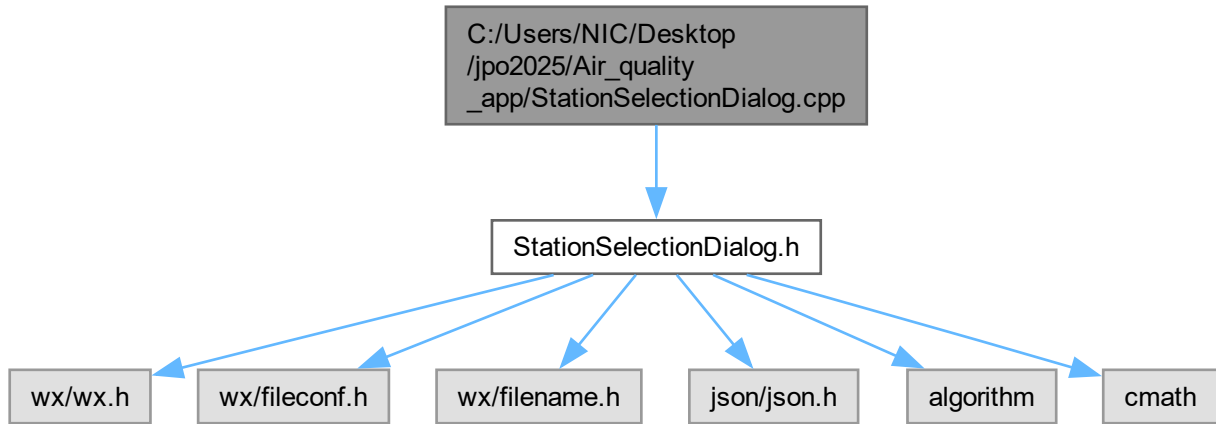 C:/Users/NIC/Desktop
/jpo2025/Air_quality
_app/StationSelectionDialog.cpp
StationSelectionDialog.h
wx/wx.h
wx/fileconf.h
wx/filename.h
json/json.h
algorithm
cmath